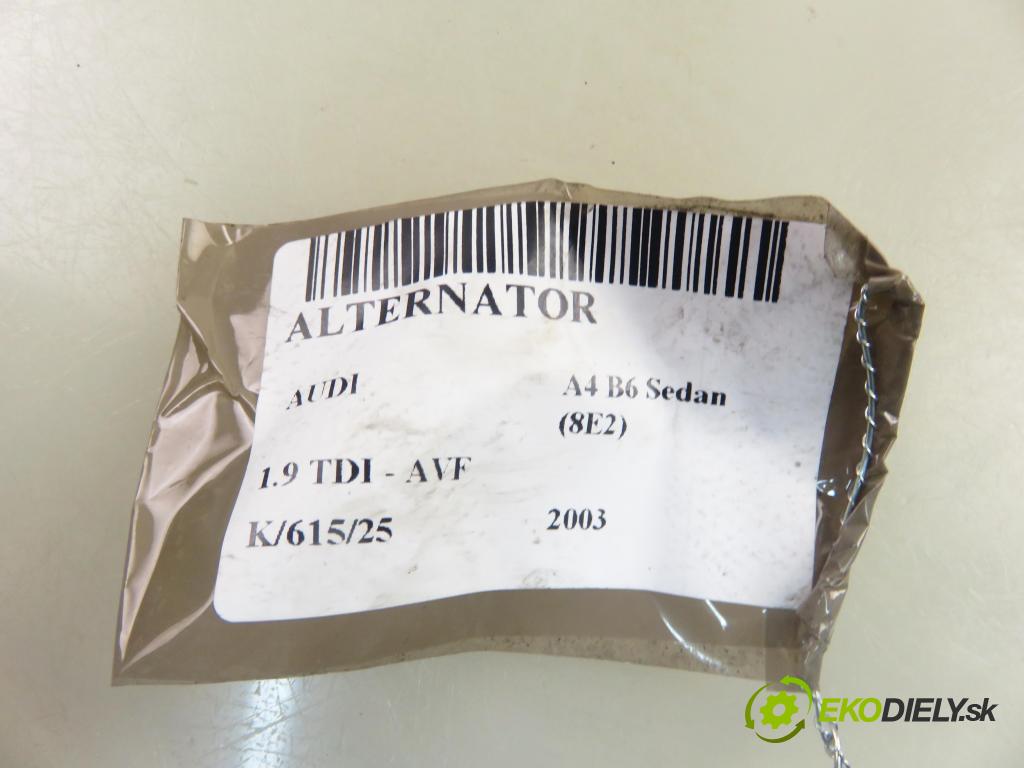 ALTERNATOR
AUDI
A4 B6 Sedan
(8E2)
1.9 TDI - AVF
K/615/25
2003
EKODIELY.sk